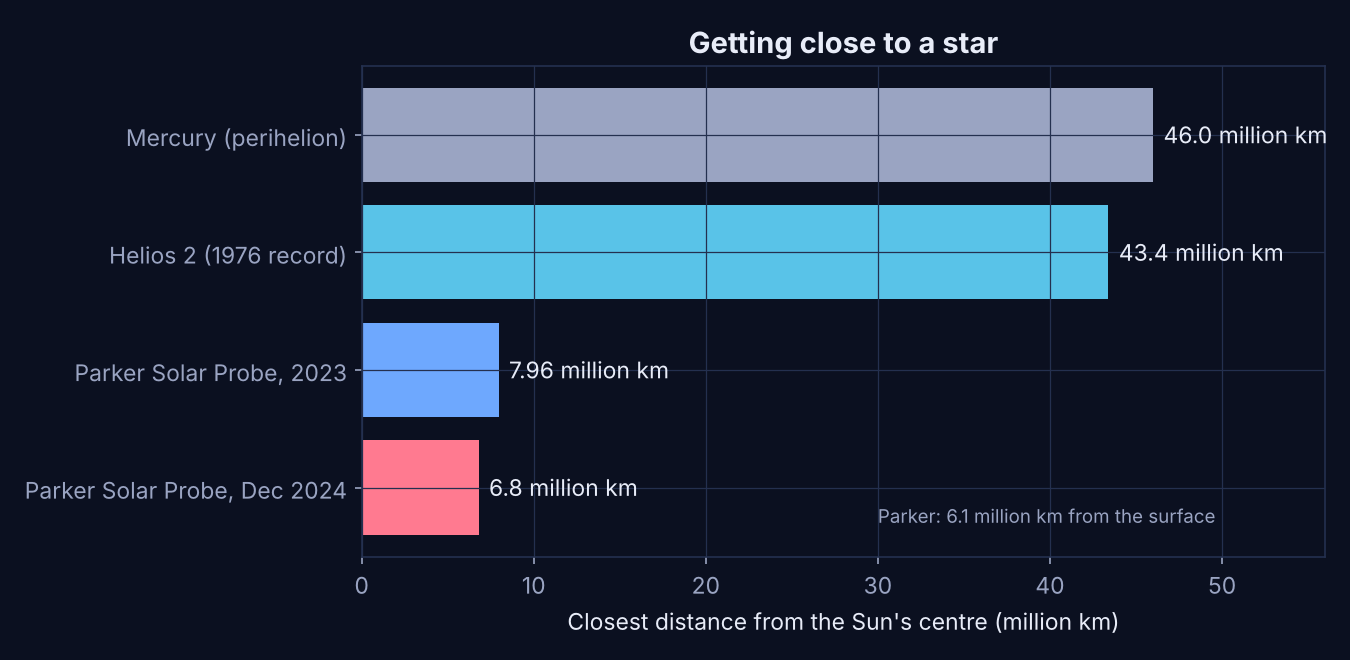 Getting close to a star
Mercury (perihelion)
46.0 million km
Helios 2 (1976 record)
43.4 million km
Parker Solar Probe, 2023
7.96 million km
Parker Solar Probe, Dec 2024
6.8 million km
Parker: 6.1 million km from the surface
0 10 20 30 40 50
Closest distance from the Sun's centre (million km)